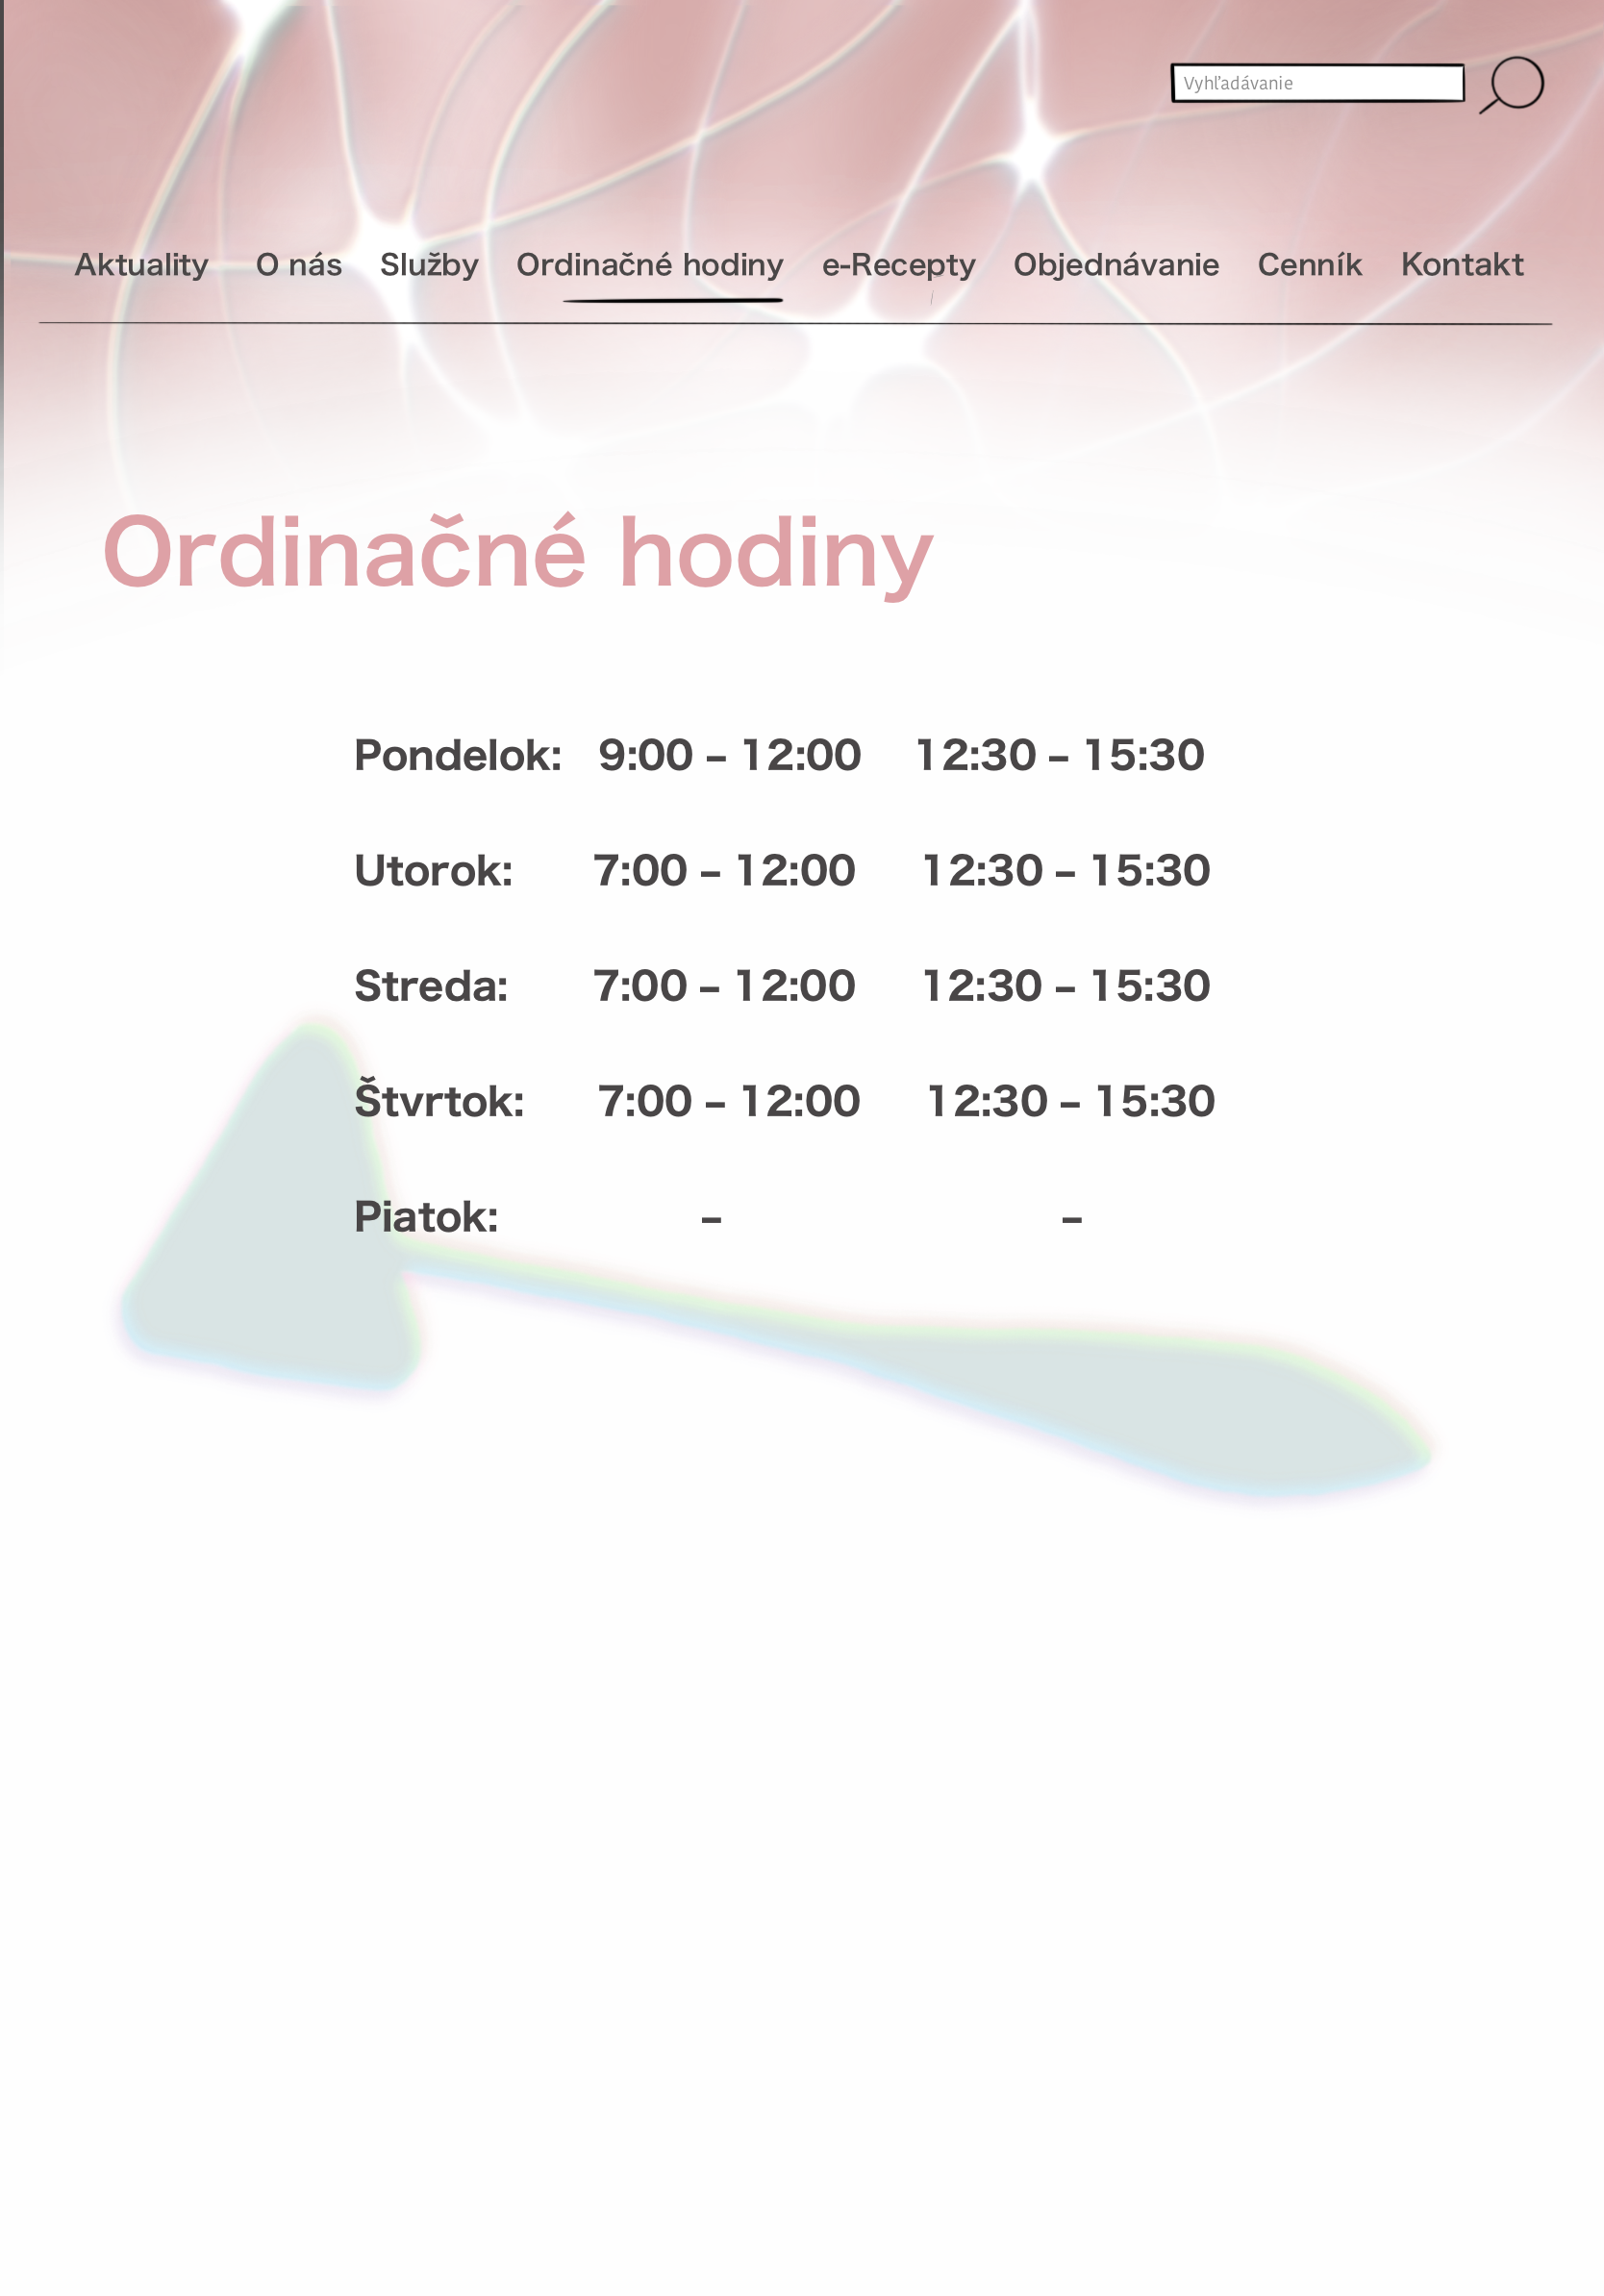 Vyhľadávanie
Aktuality O nás Služby Ordinačné hodiny e-Recepty Objednávanie Cenník Kontakt
Ordinačné hodiny
Pondelok: 9:00 – 12:00 12:30 – 15:30
Utorok: 7:00 – 12:00 12:30 – 15:30
Streda: 7:00 – 12:00 12:30 – 15:30
Štvrtok: 7:00 – 12:00 12:30 – 15:30
Piatok: – –